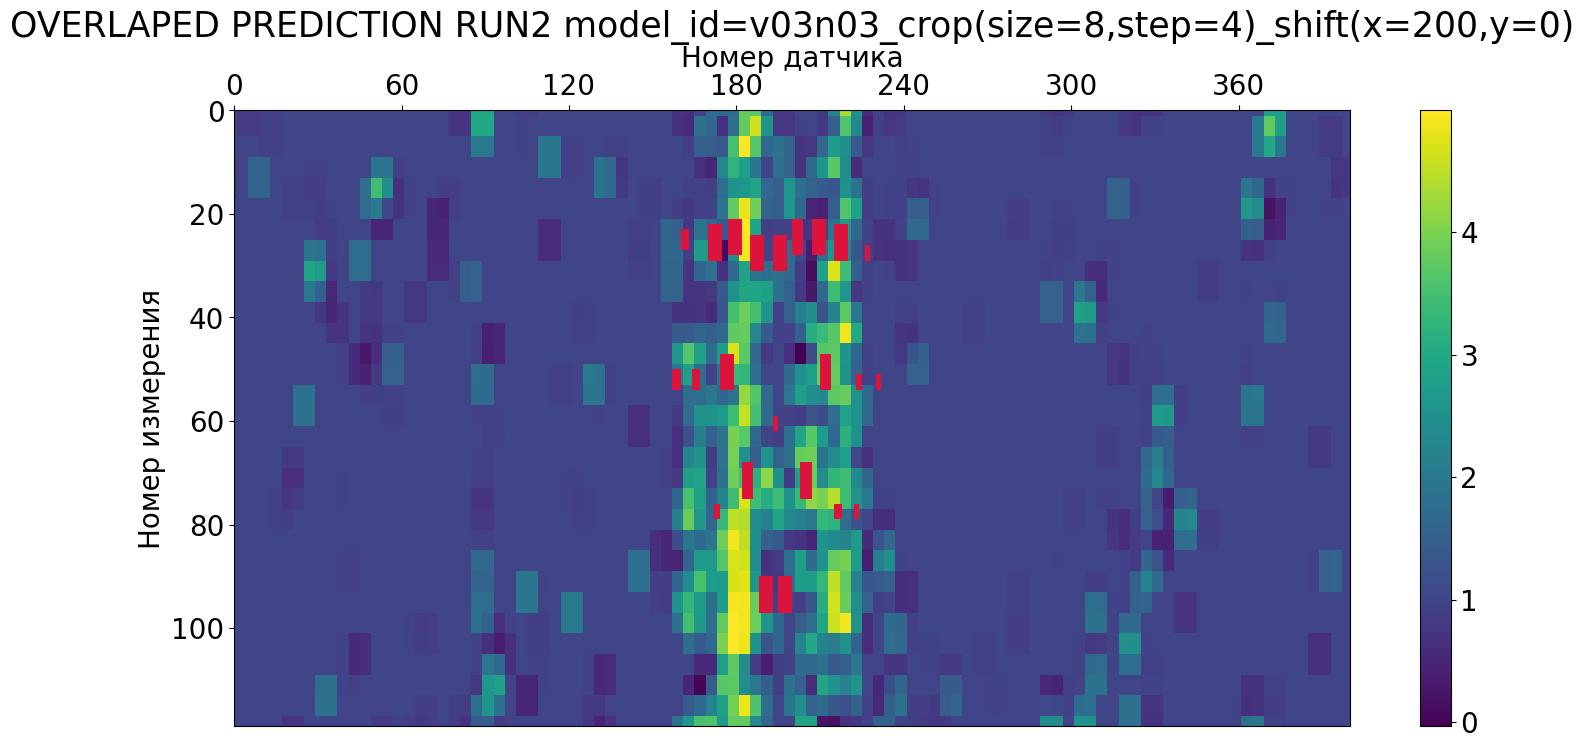 OVERLAPED PREDICTION RUN2 model_id=v03n03_crop(size=8,step=4)_shift(x=200,y=0)
Номер датчика
0 60 120 180 240 300 360
Номер измерения
0
20
40
60
80
100
4
3
2
1
0